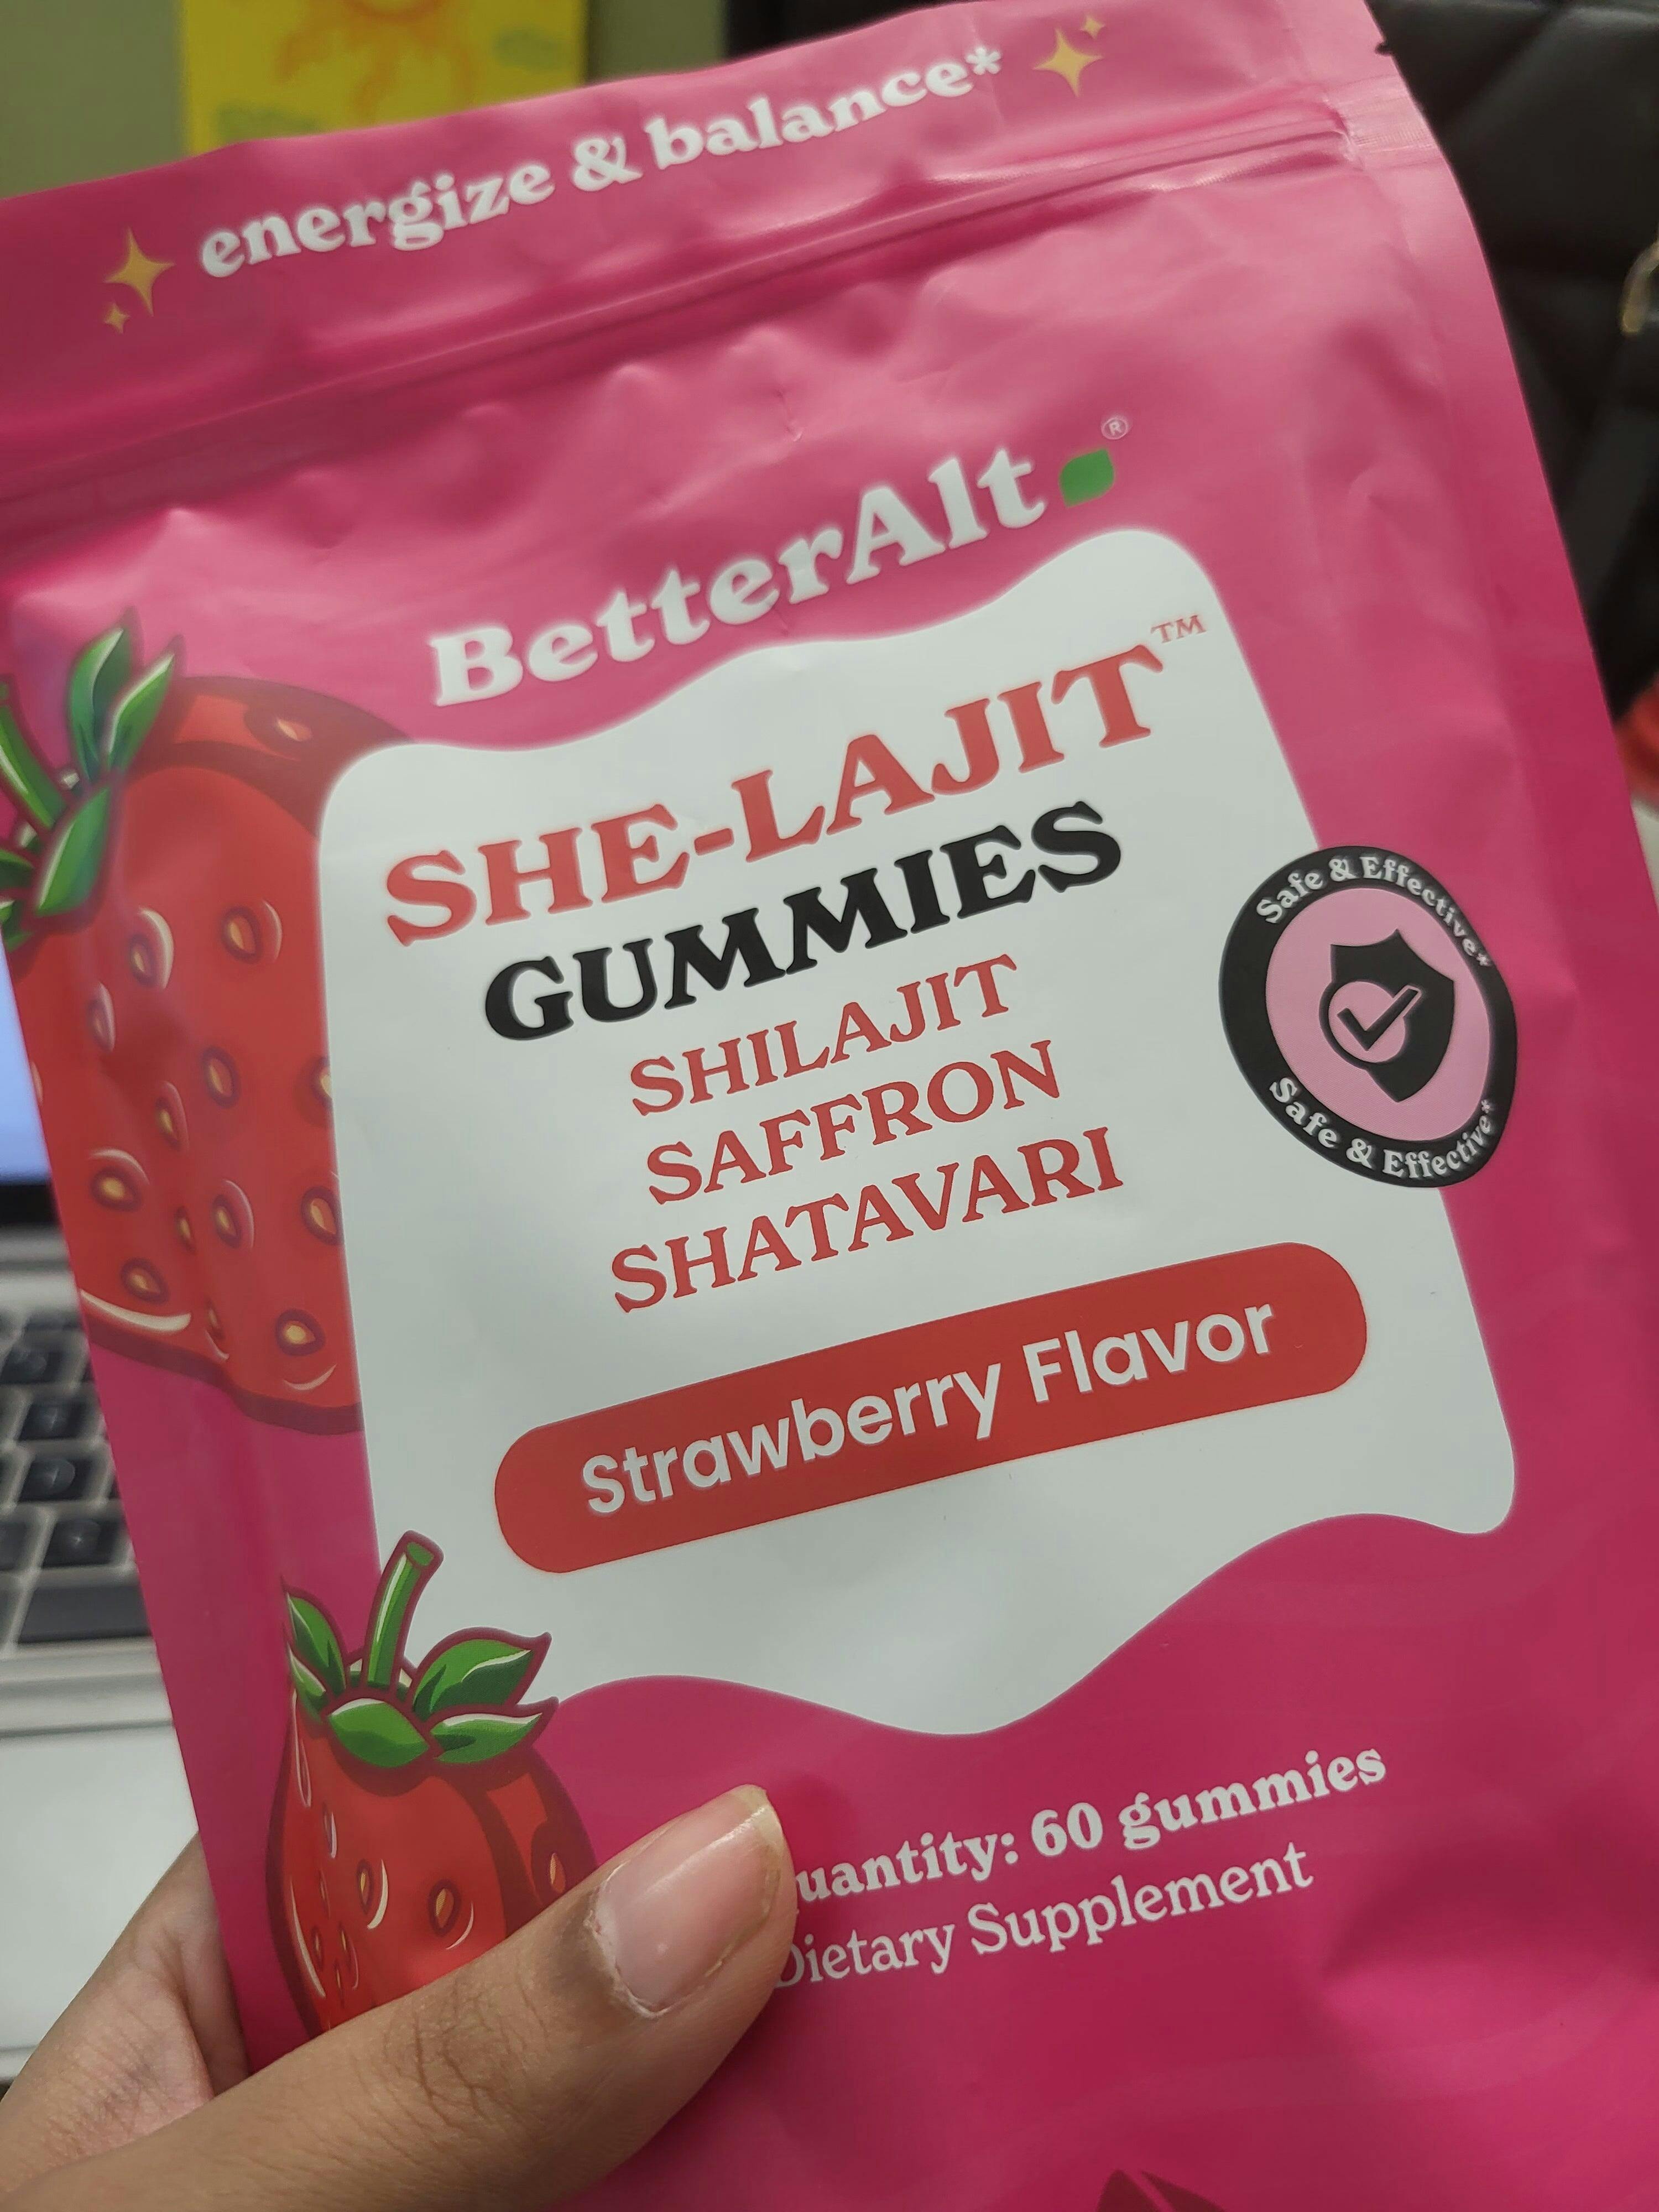 energize & balance*
BetterAlt®
SHE-LAJIT™
GUMMIES
SHILAJIT
SAFFRON
SHATAVARI
Safe & Effective*
Safe & Effective*
Strawberry Flavor
uantity: 60 gummies
Dietary Supplement